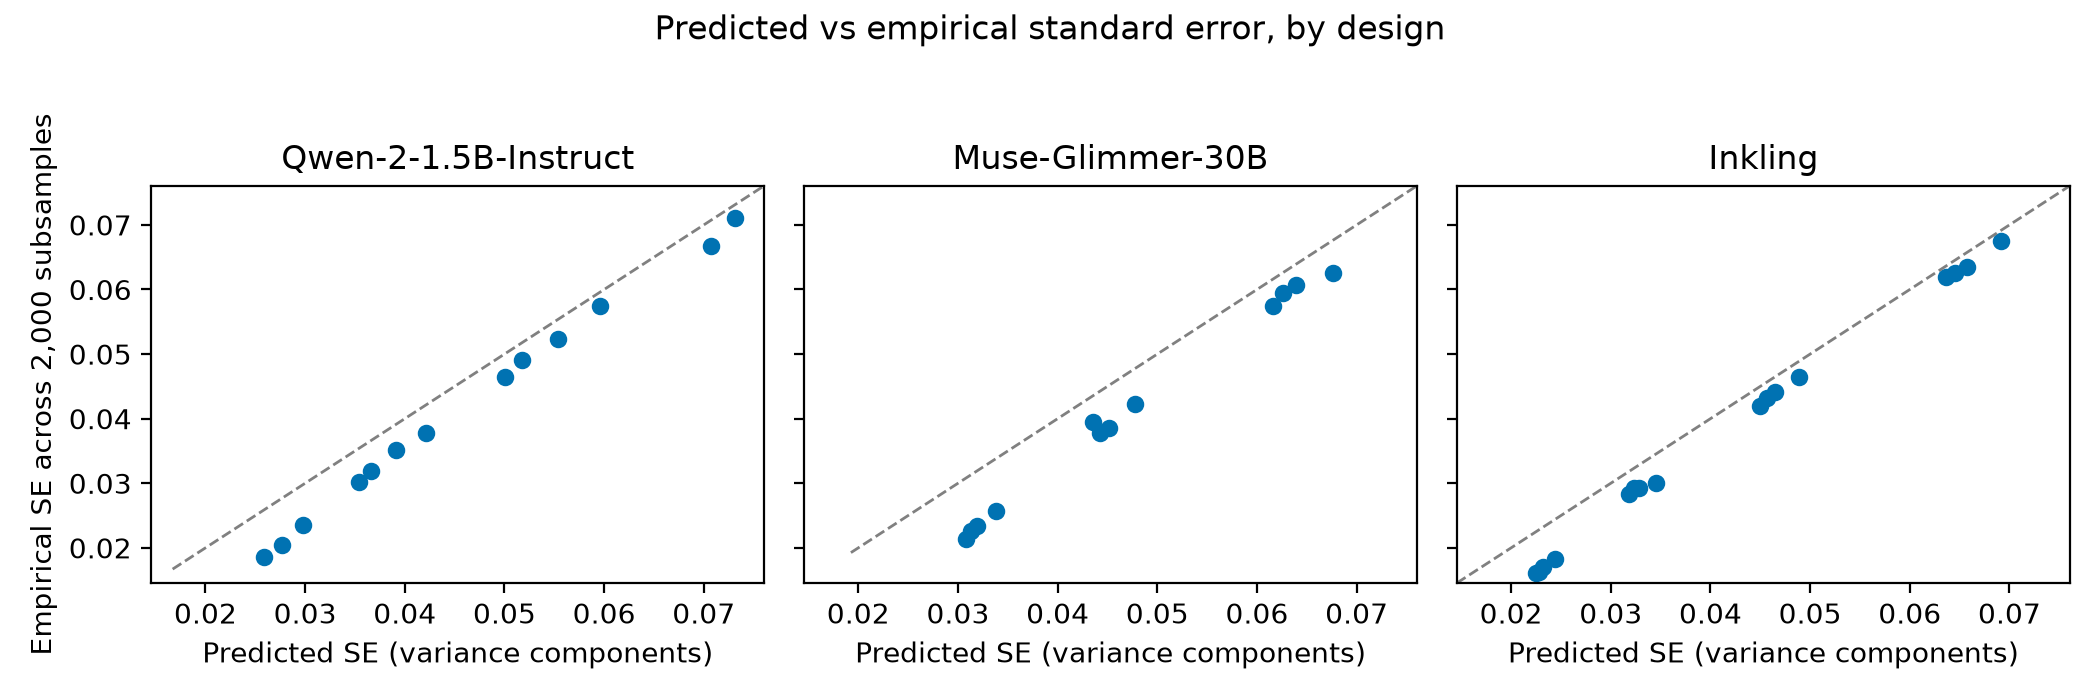 Predicted vs empirical standard error, by design
Qwen-2-1.5B-Instruct
Muse-Glimmer-30B
Inkling
Empirical SE across 2,000 subsamples
0.07
0.06
0.05
0.04
0.03
0.02
0.02 0.03 0.04 0.05 0.06 0.07
0.02 0.03 0.04 0.05 0.06 0.07
0.02 0.03 0.04 0.05 0.06 0.07
Predicted SE (variance components)
Predicted SE (variance components)
Predicted SE (variance components)